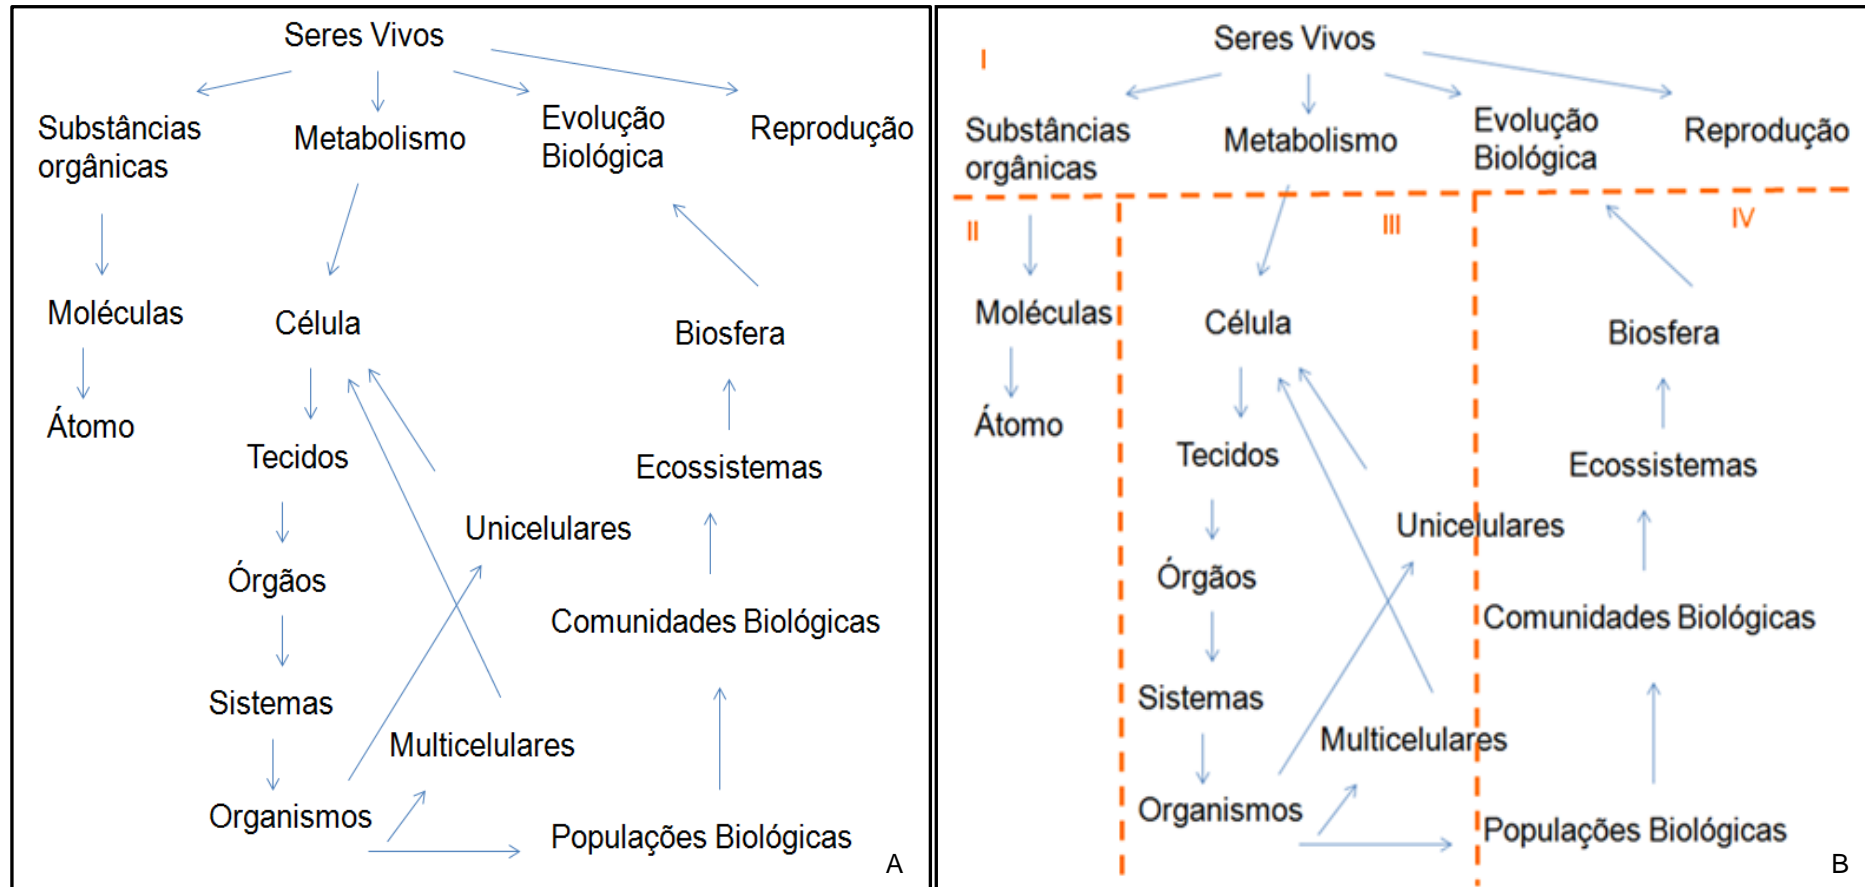 Seres Vivos
Substâncias
orgânicas
Metabolismo
Evolução
Biológica
Reprodução
Moléculas
Célula
Biosfera
Átomo
Tecidos
Ecossistemas
Unicelulares
Órgãos
Comunidades Biológicas
Sistemas
Multicelulares
Organismos
Populações Biológicas
A
I
Seres Vivos
Substâncias
orgânicas
Metabolismo
Evolução
Biológica
Reprodução
II
III
IV
Moléculas
Célula
Biosfera
Átomo
Tecidos
Ecossistemas
Unicelulares
Órgãos
Comunidades Biológicas
Sistemas
Multicelulares
Organismos
Populações Biológicas
B